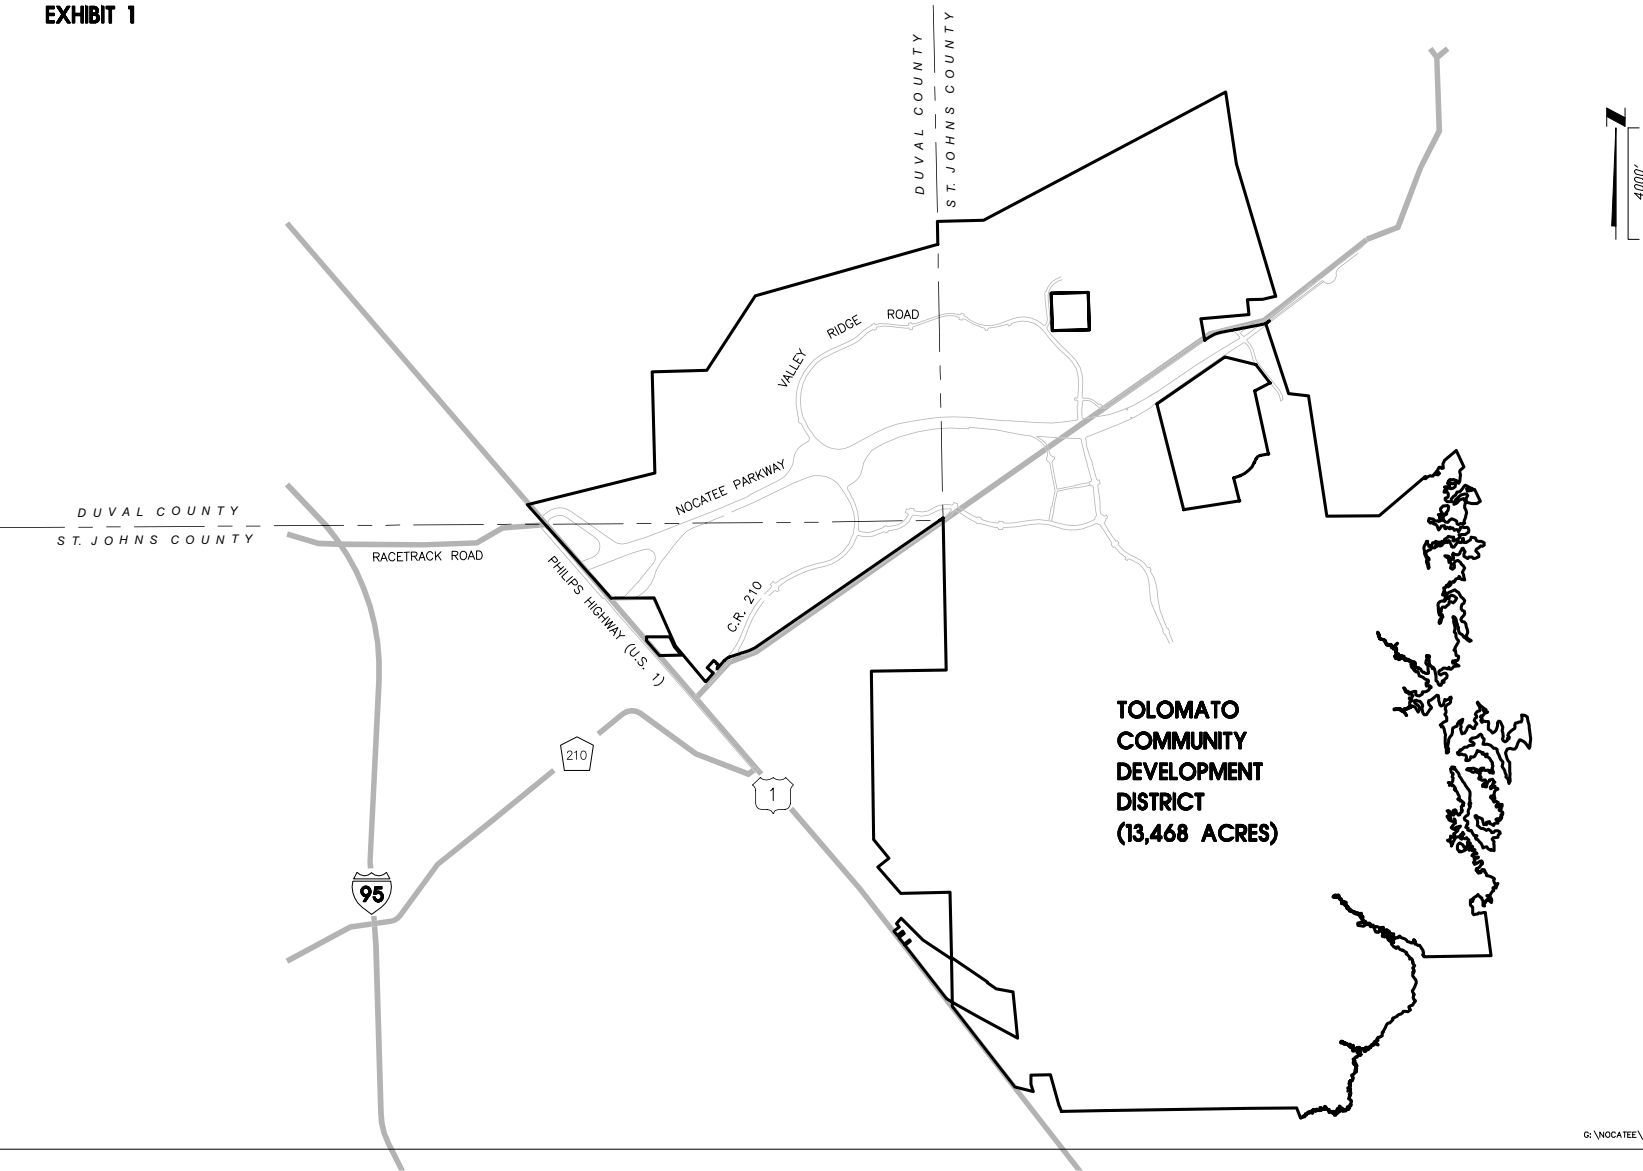 EXHIBIT 1
DUVAL COUNTY
ST. JOHNS COUNTY
4000'
VALLEY RIDGE ROAD
NOCATEE PARKWAY
DUVAL COUNTY
ST. JOHNS COUNTY
RACETRACK ROAD
PHILIPS HIGHWAY (U.S. 1)
C.R. 210
TOLOMATO
COMMUNITY
DEVELOPMENT
DISTRICT
(13,468 ACRES)
210
1
95
G: \NOCATEE\